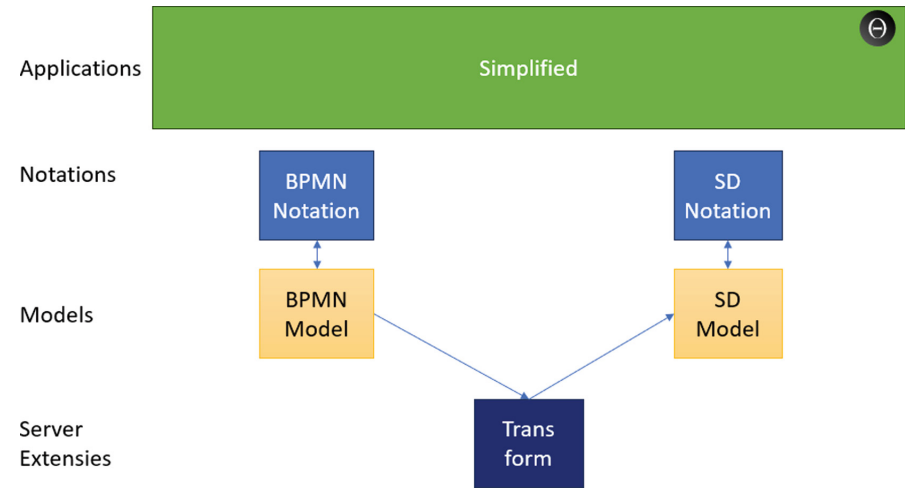 Θ
Applications
Simplified
Notations
BPMN
Notation
SD
Notation
Models
BPMN
Model
SD
Model
Server
Extensies
Trans
form